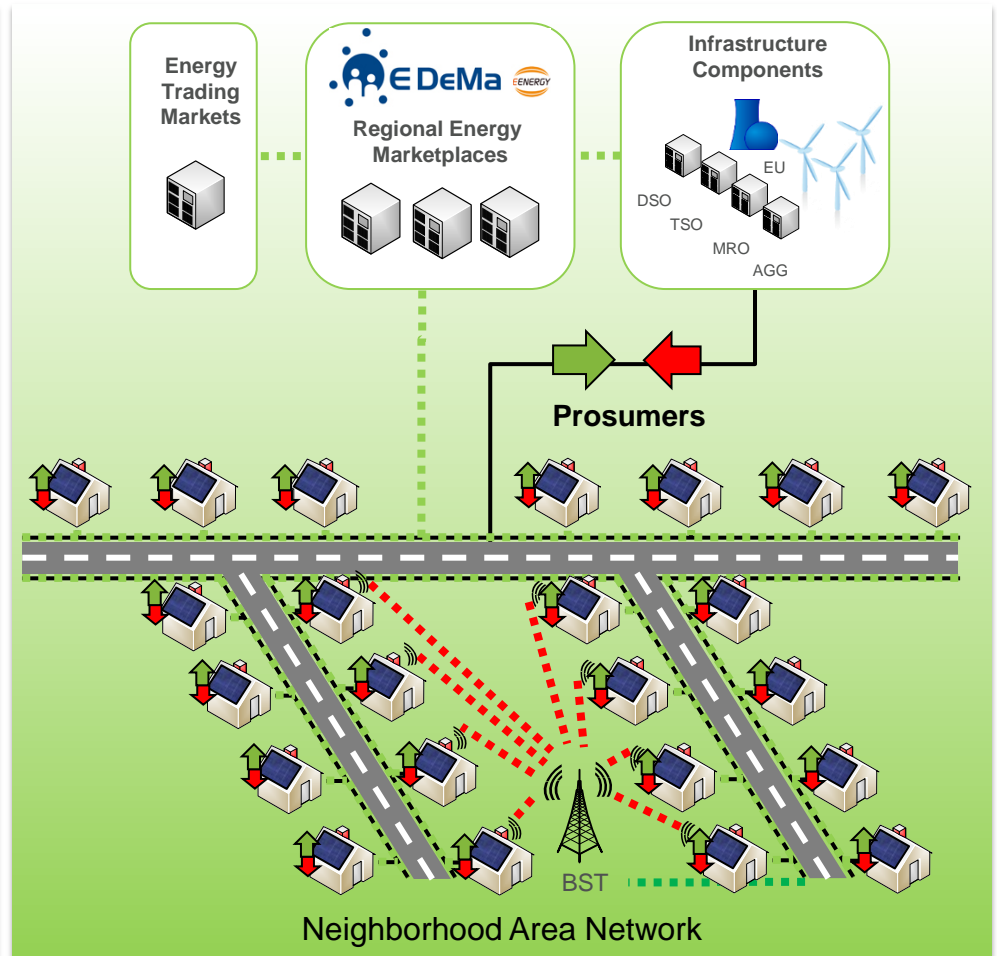 Energy
Trading
Markets
E DeMa
EENERGY
Regional Energy
Marketplaces
Infrastructure
Components
EU
DSO
TSO
MRO
AGG
Prosumers
BST
Neighborhood Area Network